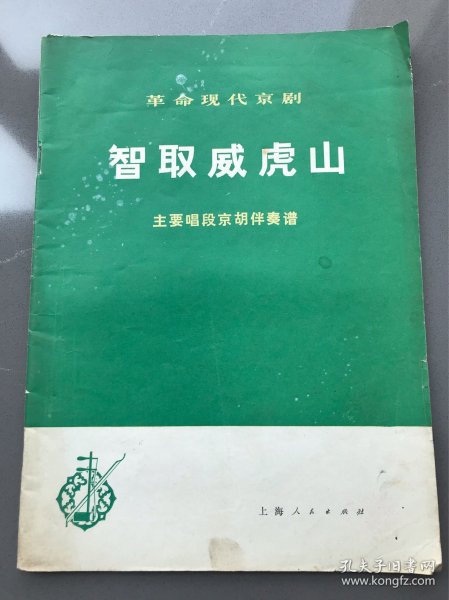 革命现代京剧
智取威虎山
主要唱段京胡伴奏谱
上海人民出版社
孔夫子旧书网
www.kongfz.com